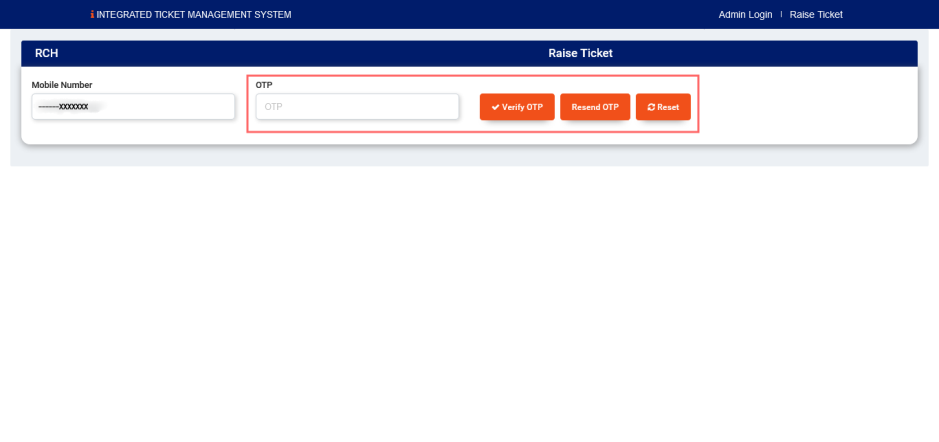 INTEGRATED TICKET MANAGEMENT SYSTEM Admin Login | Raise Ticket
RCH Raise Ticket
Mobile Number OTP
XXXXXXX OTP Verify OTP Resend OTP Reset